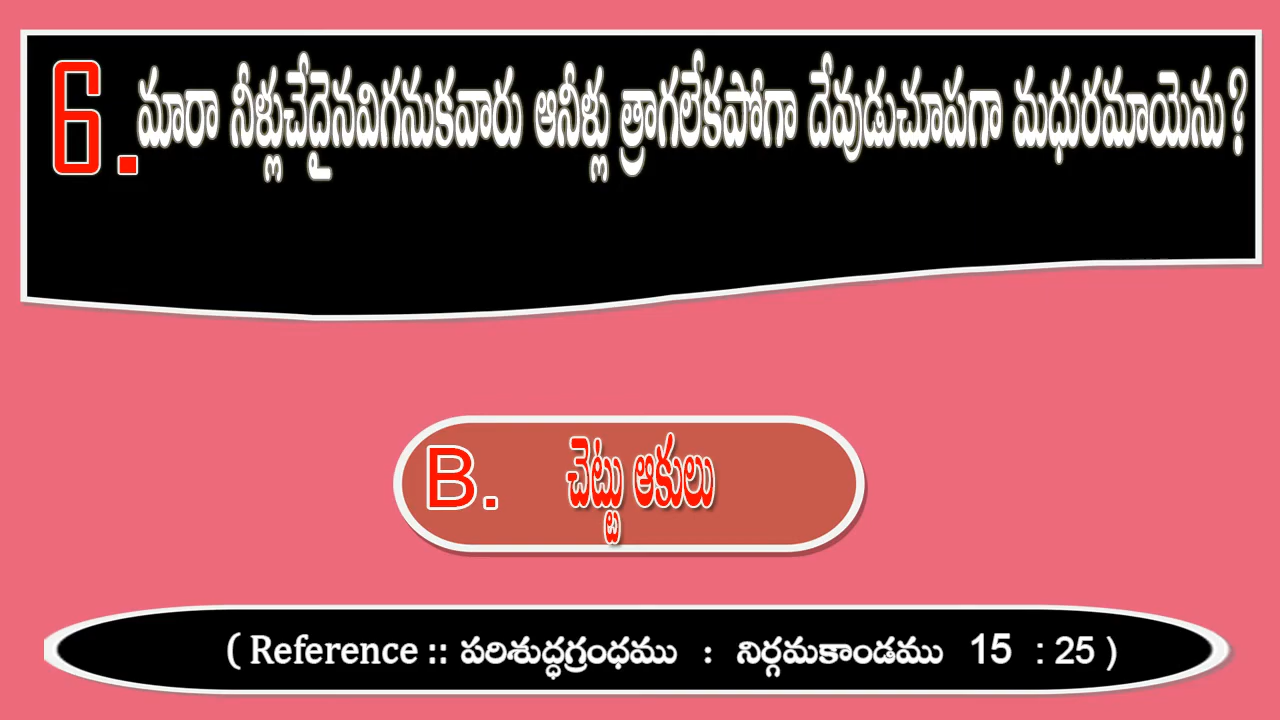 6. మారా నీళ్లుచేదైనవిగనుకవారు ఆనీళ్లు త్రాగలేకపోగా దేవుడుచూపగా మధురమాయెను?
B. చెట్టు ఆకులు
( Reference :: పరిశుద్ధగ్రంధము : నిర్గమకాండము 15 : 25 )